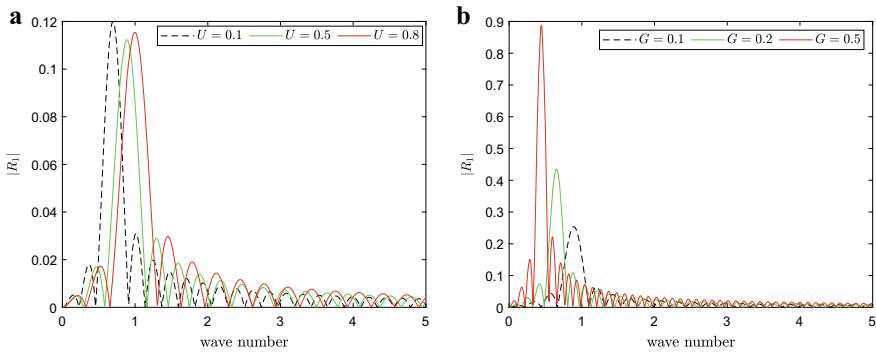 a
U = 0.1 U = 0.5 U = 0.8
0.12
0.1
0.08
0.06
0.04
0.02
0
0 1 2 3 4 5
|R₁|
wave number
b
G = 0.1 G = 0.2 G = 0.5
0.9
0.8
0.7
0.6
0.5
0.4
0.3
0.2
0.1
0
0 1 2 3 4 5
|R₁|
wave number